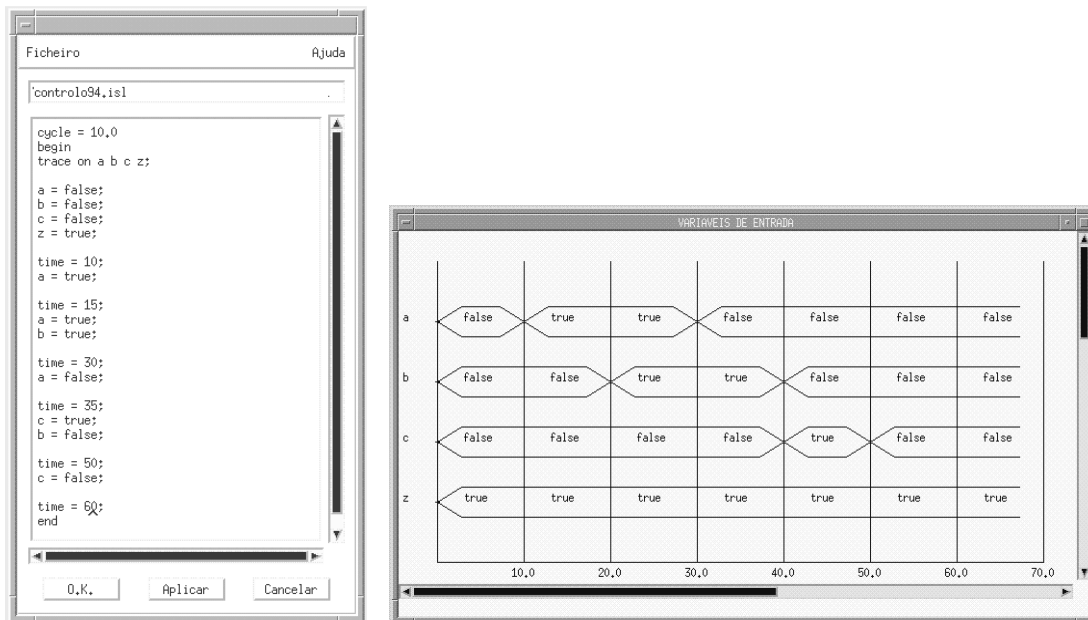 Ficheiro Ajuda
controlo94.isl
cycle = 10.0
begin
trace on a b c z;
a = false;
b = false;
c = false;
z = true;
time = 10;
a = true;
time = 15;
a = true;
b = true;
time = 30;
a = false;
time = 35;
c = true;
b = false;
time = 50;
c = false;
time = 60;
end
O.K. Aplicar Cancelar
VARIAVEIS DE ENTRADA
a false true true false false false false
b false false true true false false false
c false false false false true false false
z true true true true true true true
10.0 20.0 30.0 40.0 50.0 60.0 70.0